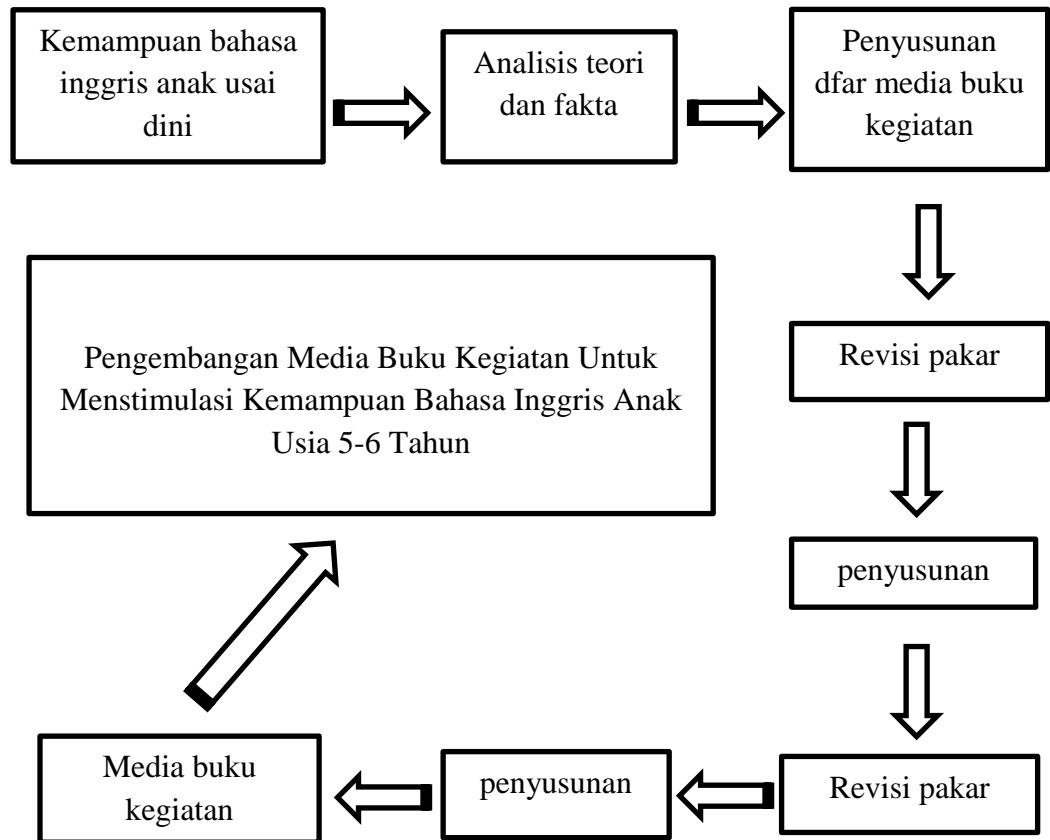 Kemampuan bahasa
inggris anak usai
dini
Analisis teori
dan fakta
Penyusunan
dfar media buku
kegiatan
Revisi pakar
penyusunan
Revisi pakar
penyusunan
Media buku
kegiatan
Pengembangan Media Buku Kegiatan Untuk
Menstimulasi Kemampuan Bahasa Inggris Anak
Usia 5-6 Tahun